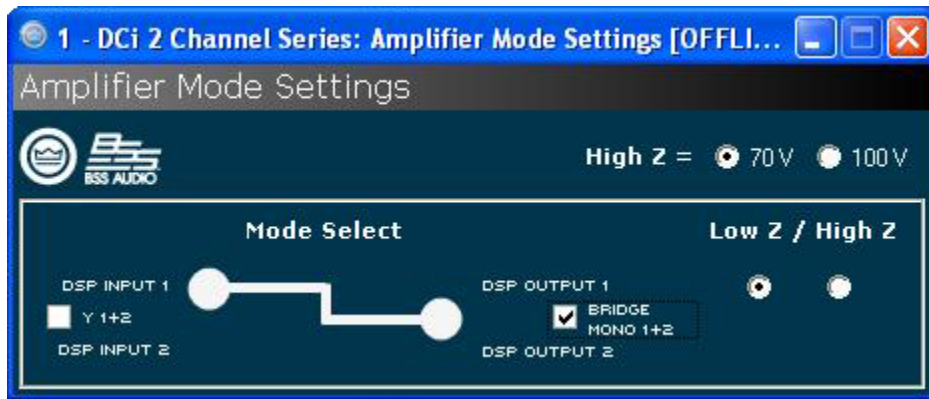 1 - DCi 2 Channel Series: Amplifier Mode Settings [OFFLI...
Amplifier Mode Settings
BSS AUDIO
High Z = 70V 100V
Mode Select
Low Z / High Z
DSP INPUT 1
Y 1+2
DSP INPUT 2
DSP OUTPUT 1
BRIDGE
MONO 1+2
DSP OUTPUT 2